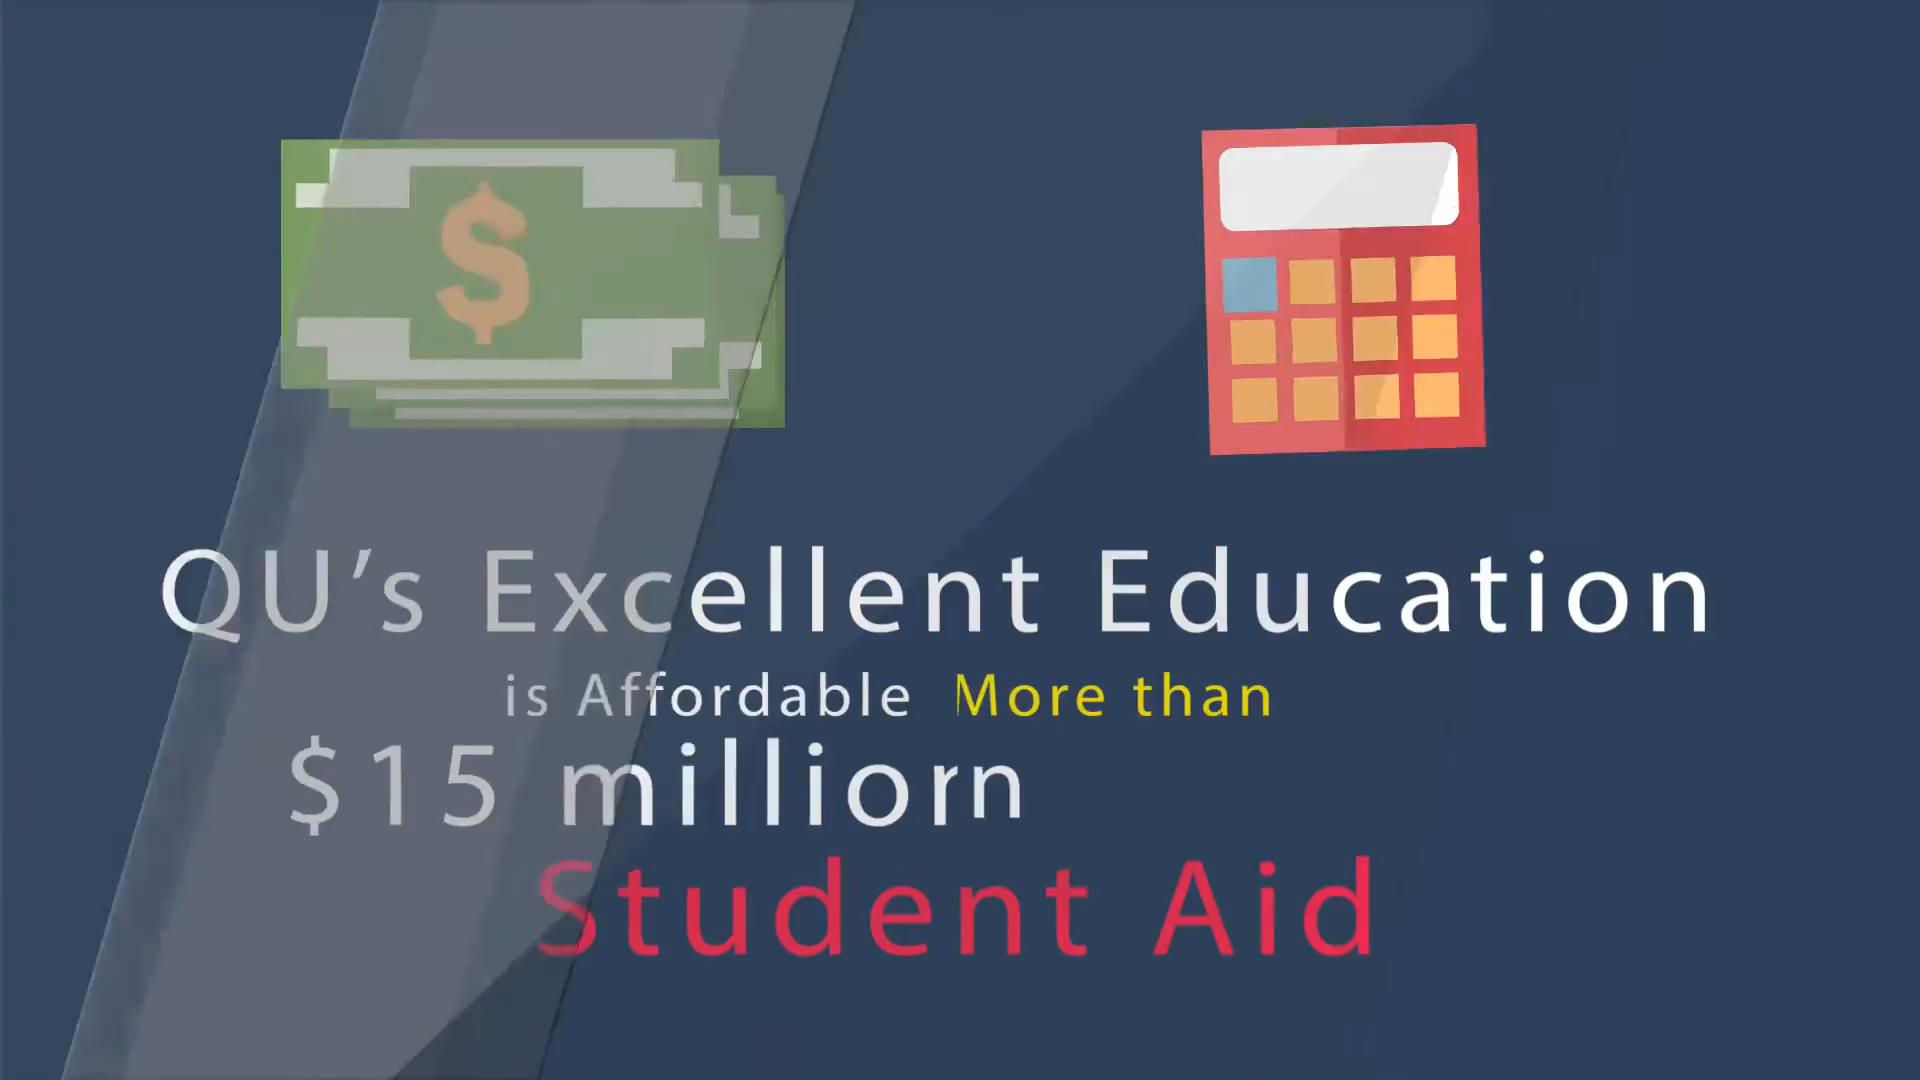 $
QU’s Excellent Education
is Affordable More than
$15 milliorn
Student Aid